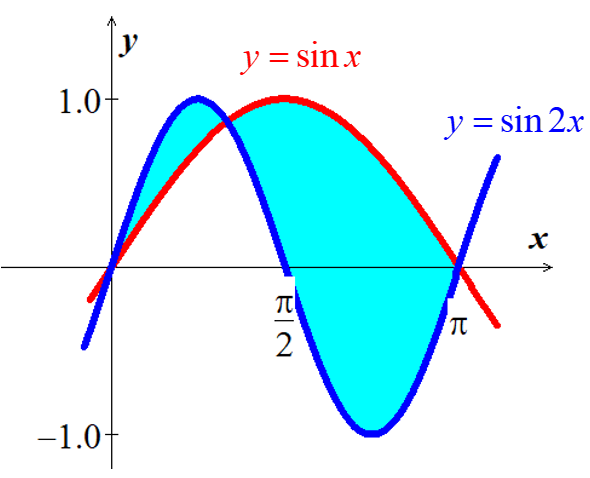 y
y = sin x
1.0
y = sin 2x
x
π/2
π
–1.0